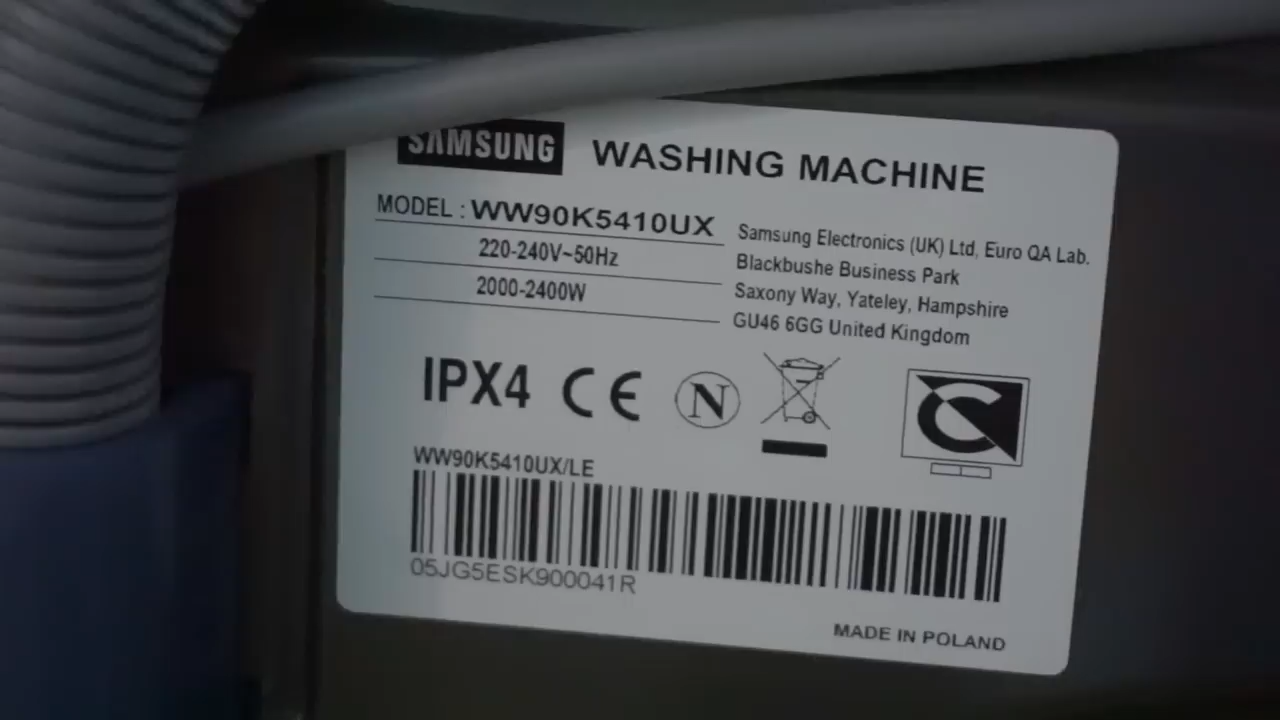 SAMSUNG WASHING MACHINE
MODEL : WW90K5410UX
220-240V~50Hz
2000-2400W
Samsung Electronics (UK) Ltd, Euro QA Lab.
Blackbushe Business Park
Saxony Way, Yateley, Hampshire
GU46 6GG United Kingdom
IPX4 CE N C
WW90K5410UX/LE
05JG5ESK900041R
MADE IN POLAND